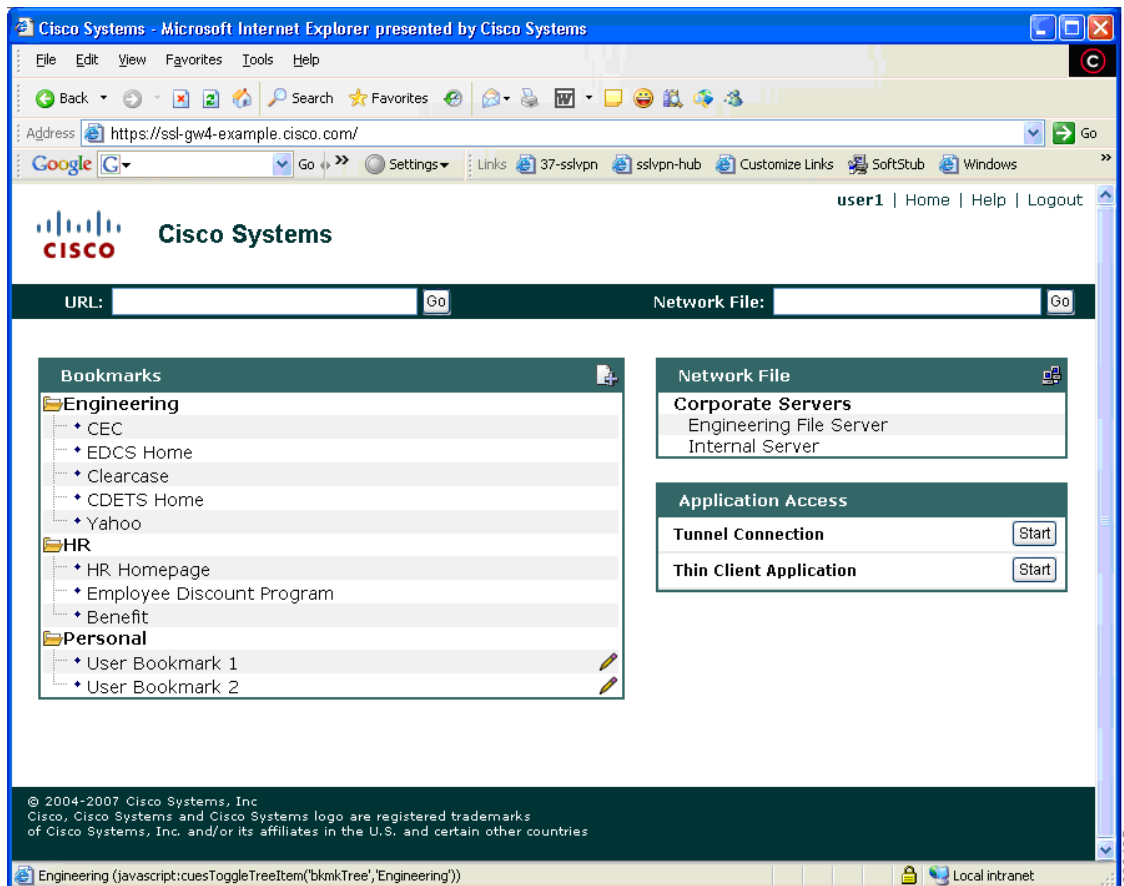 Cisco Systems - Microsoft Internet Explorer presented by Cisco Systems
File Edit View Favorites Tools Help
Back Search Favorites
Address https://ssl-gw4-example.cisco.com/ Go
Google G Go » Settings Links 37-sslvpn sslvpn-hub Customize Links SoftStub Windows »
user1 | Home | Help | Logout
CISCO
Cisco Systems
URL: Go Network File: Go
Bookmarks
Engineering
CEC
EDCS Home
Clearcase
CDETS Home
Yahoo
HR
HR Homepage
Employee Discount Program
Benefit
Personal
User Bookmark 1
User Bookmark 2
Network File
Corporate Servers
Engineering File Server
Internal Server
Application Access
Tunnel Connection Start
Thin Client Application Start
© 2004-2007 Cisco Systems, Inc
Cisco, Cisco Systems and Cisco Systems logo are registered trademarks
of Cisco Systems, Inc. and/or its affiliates in the U.S. and certain other countries
Engineering (javascript:cuesToggleTreeItem('bkmkTree','Engineering')) Local intranet